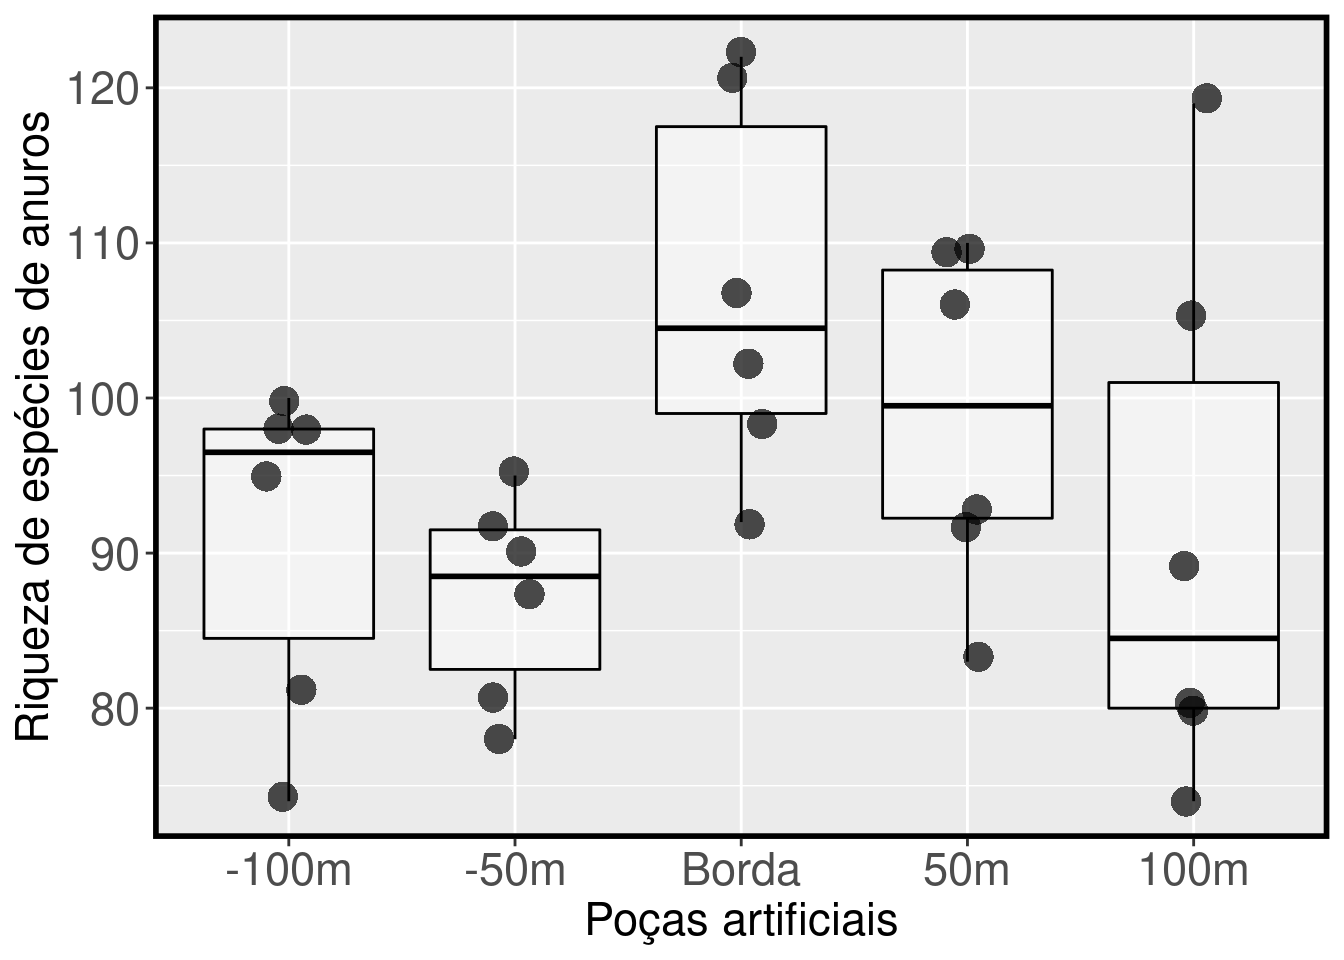 Riqueza de espécies de anuros
120
110
100
90
80
-100m
-50m
Borda
50m
100m
Poças artificiais